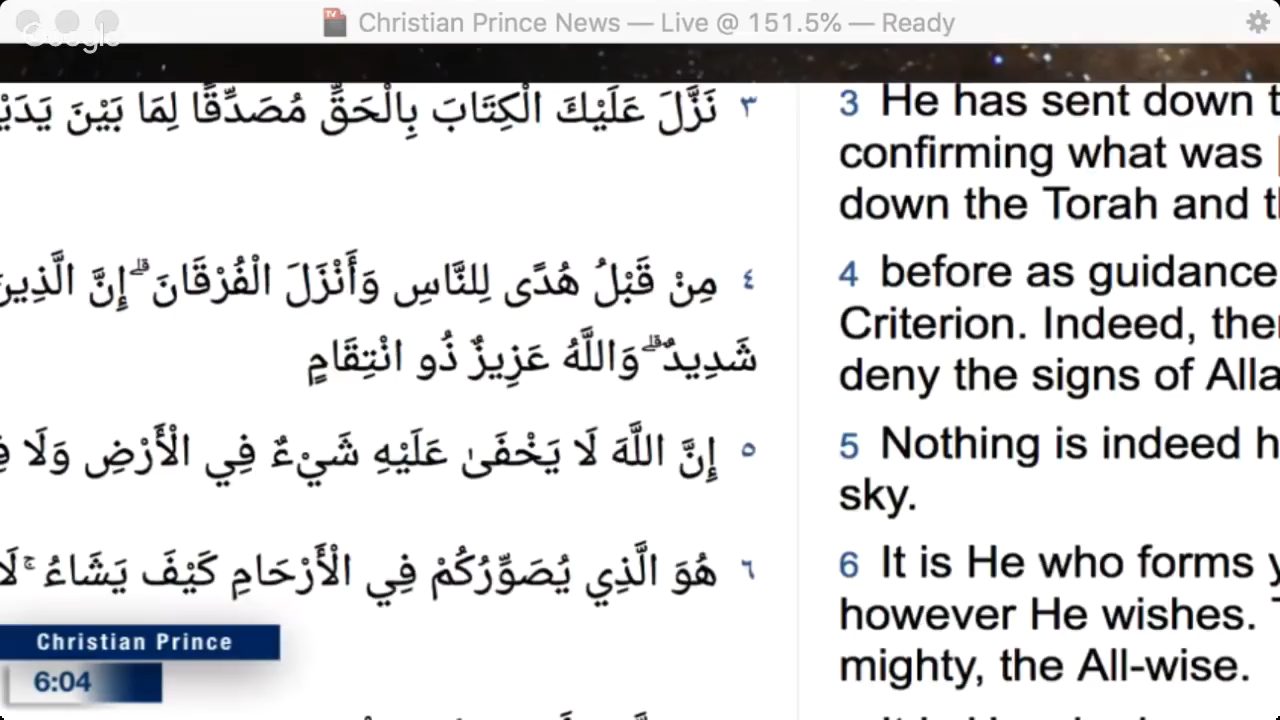 Christian Prince News — Live @ 151.5% — Ready
Google
٣ نَزَّلَ عَلَيْكَ الْكِتَابَ بِالْحَقِّ مُصَدِّقًا لِمَا بَيْنَ
٤ مِنْ قَبْلُ هُدًى لِلنَّاسِ وَأَنْزَلَ الْفُرْقَانَ ۗ إِنَّ
شَدِيدٌ ۗ وَاللَّهُ عَزِيزٌ ذُو انْتِقَامٍ
٥ إِنَّ اللَّهَ لَا يَخْفَىٰ عَلَيْهِ شَيْءٌ فِي الْأَرْضِ وَلَا
٦ هُوَ الَّذِي يُصَوِّرُكُمْ فِي الْأَرْحَامِ كَيْفَ يَشَاءُ ۚ
3 He has sent down
confirming what was
down the Torah and
4 before as guidance
Criterion. Indeed,
deny the signs of
5 Nothing is indeed
sky.
6 It is He who forms
however He wishes.
mighty, the All-wise.
Christian Prince
6:04